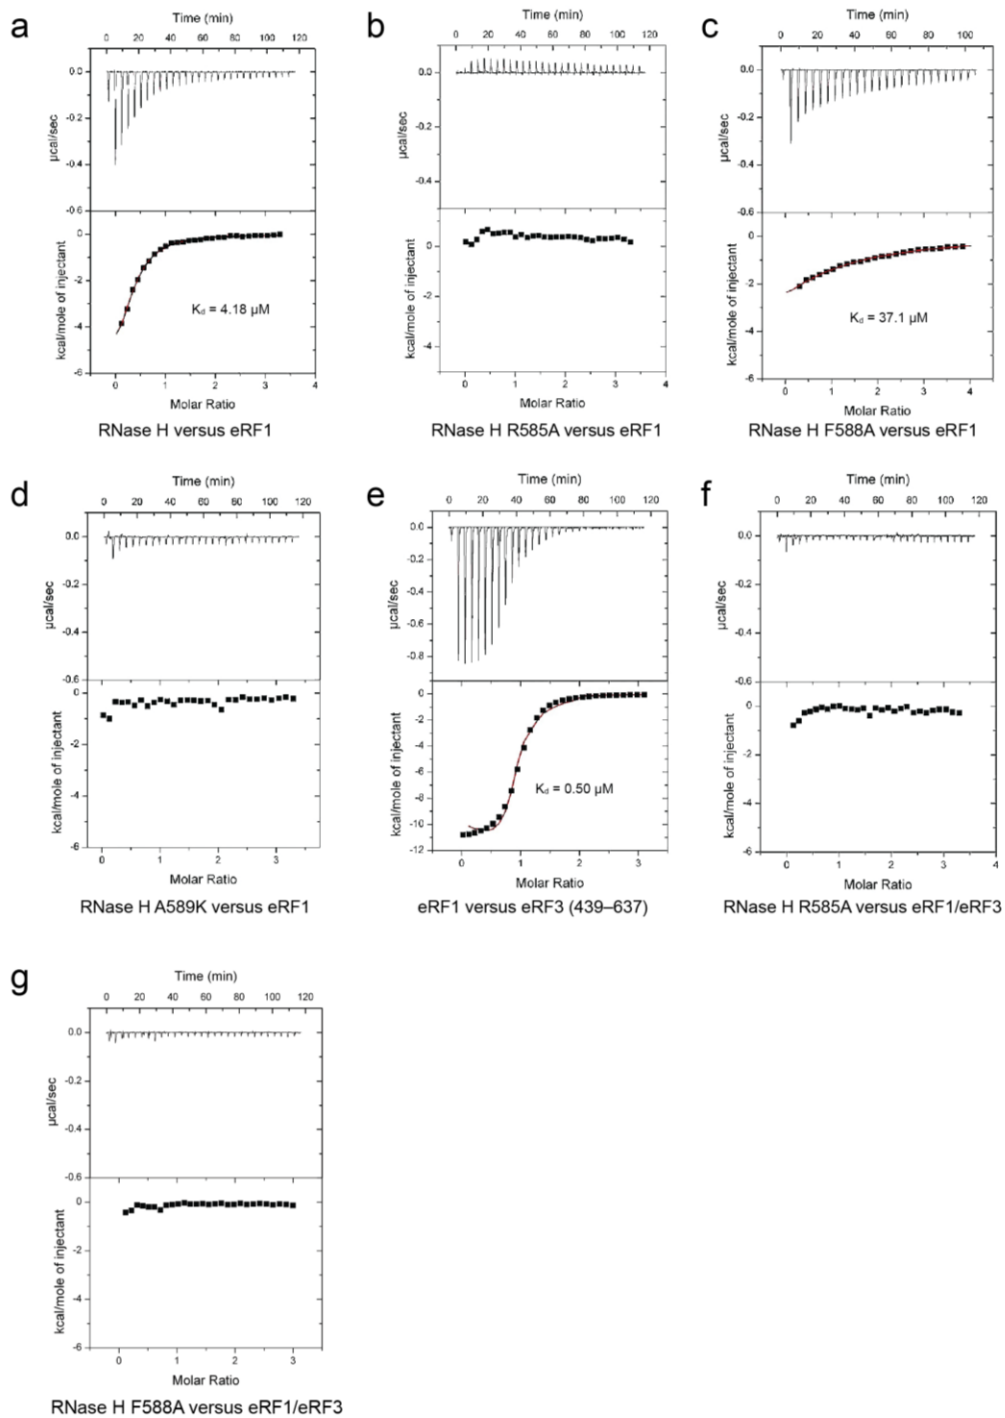 a
Time (min)
0 20 40 60 80 100 120
0.0
-0.2
-0.4
-0.6
µcal/sec
0
-2
-4
-6
kcal/mole of injectant
Kd = 4.18 µM
0 1 2 3 4
Molar Ratio
RNase H versus eRF1
b
Time (min)
0 20 40 60 80 100 120
0.0
-0.2
-0.4
µcal/sec
0
-2
-4
kcal/mole of injectant
0 1 2 3 4
Molar Ratio
RNase H R585A versus eRF1
c
Time (min)
0 20 40 60 80 100
0.0
-0.2
-0.4
-0.6
µcal/sec
0
-2
-4
-6
kcal/mole of injectant
Kd = 37.1 µM
0 1 2 3 4
Molar Ratio
RNase H F588A versus eRF1
d
Time (min)
0 20 40 60 80 100 120
0.0
-0.2
-0.4
-0.6
µcal/sec
0
-2
-4
-6
kcal/mole of injectant
0 1 2 3
Molar Ratio
RNase H A589K versus eRF1
e
Time (min)
0 20 40 60 80 100 120
0.0
-0.2
-0.4
-0.6
-0.8
µcal/sec
0
-2
-4
-6
-8
-10
-12
kcal/mole of injectant
Kd = 0.50 µM
0 1 2 3
Molar Ratio
eRF1 versus eRF3 (439–637)
f
Time (min)
0 20 40 60 80 100 120
0.0
-0.2
-0.4
-0.6
µcal/sec
0
-2
-4
-6
kcal/mole of injectant
0 1 2 3 4
Molar Ratio
RNase H R585A versus eRF1/eRF3
g
Time (min)
0 20 40 60 80 100 120
0.0
-0.2
-0.4
-0.6
µcal/sec
0
-2
-4
-6
kcal/mole of injectant
0 1 2 3
Molar Ratio
RNase H F588A versus eRF1/eRF3